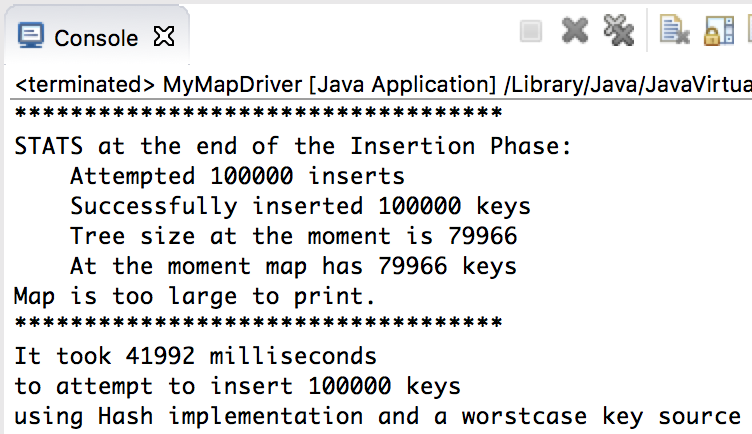 Console
<terminated> MyMapDriver [Java Application] /Library/Java/JavaVirtua
***********************************
STATS at the end of the Insertion Phase:
    Attempted 100000 inserts
    Successfully inserted 100000 keys
    Tree size at the moment is 79966
    At the moment map has 79966 keys
Map is too large to print.
***********************************
It took 41992 milliseconds
to attempt to insert 100000 keys
using Hash implementation and a worstcase key source